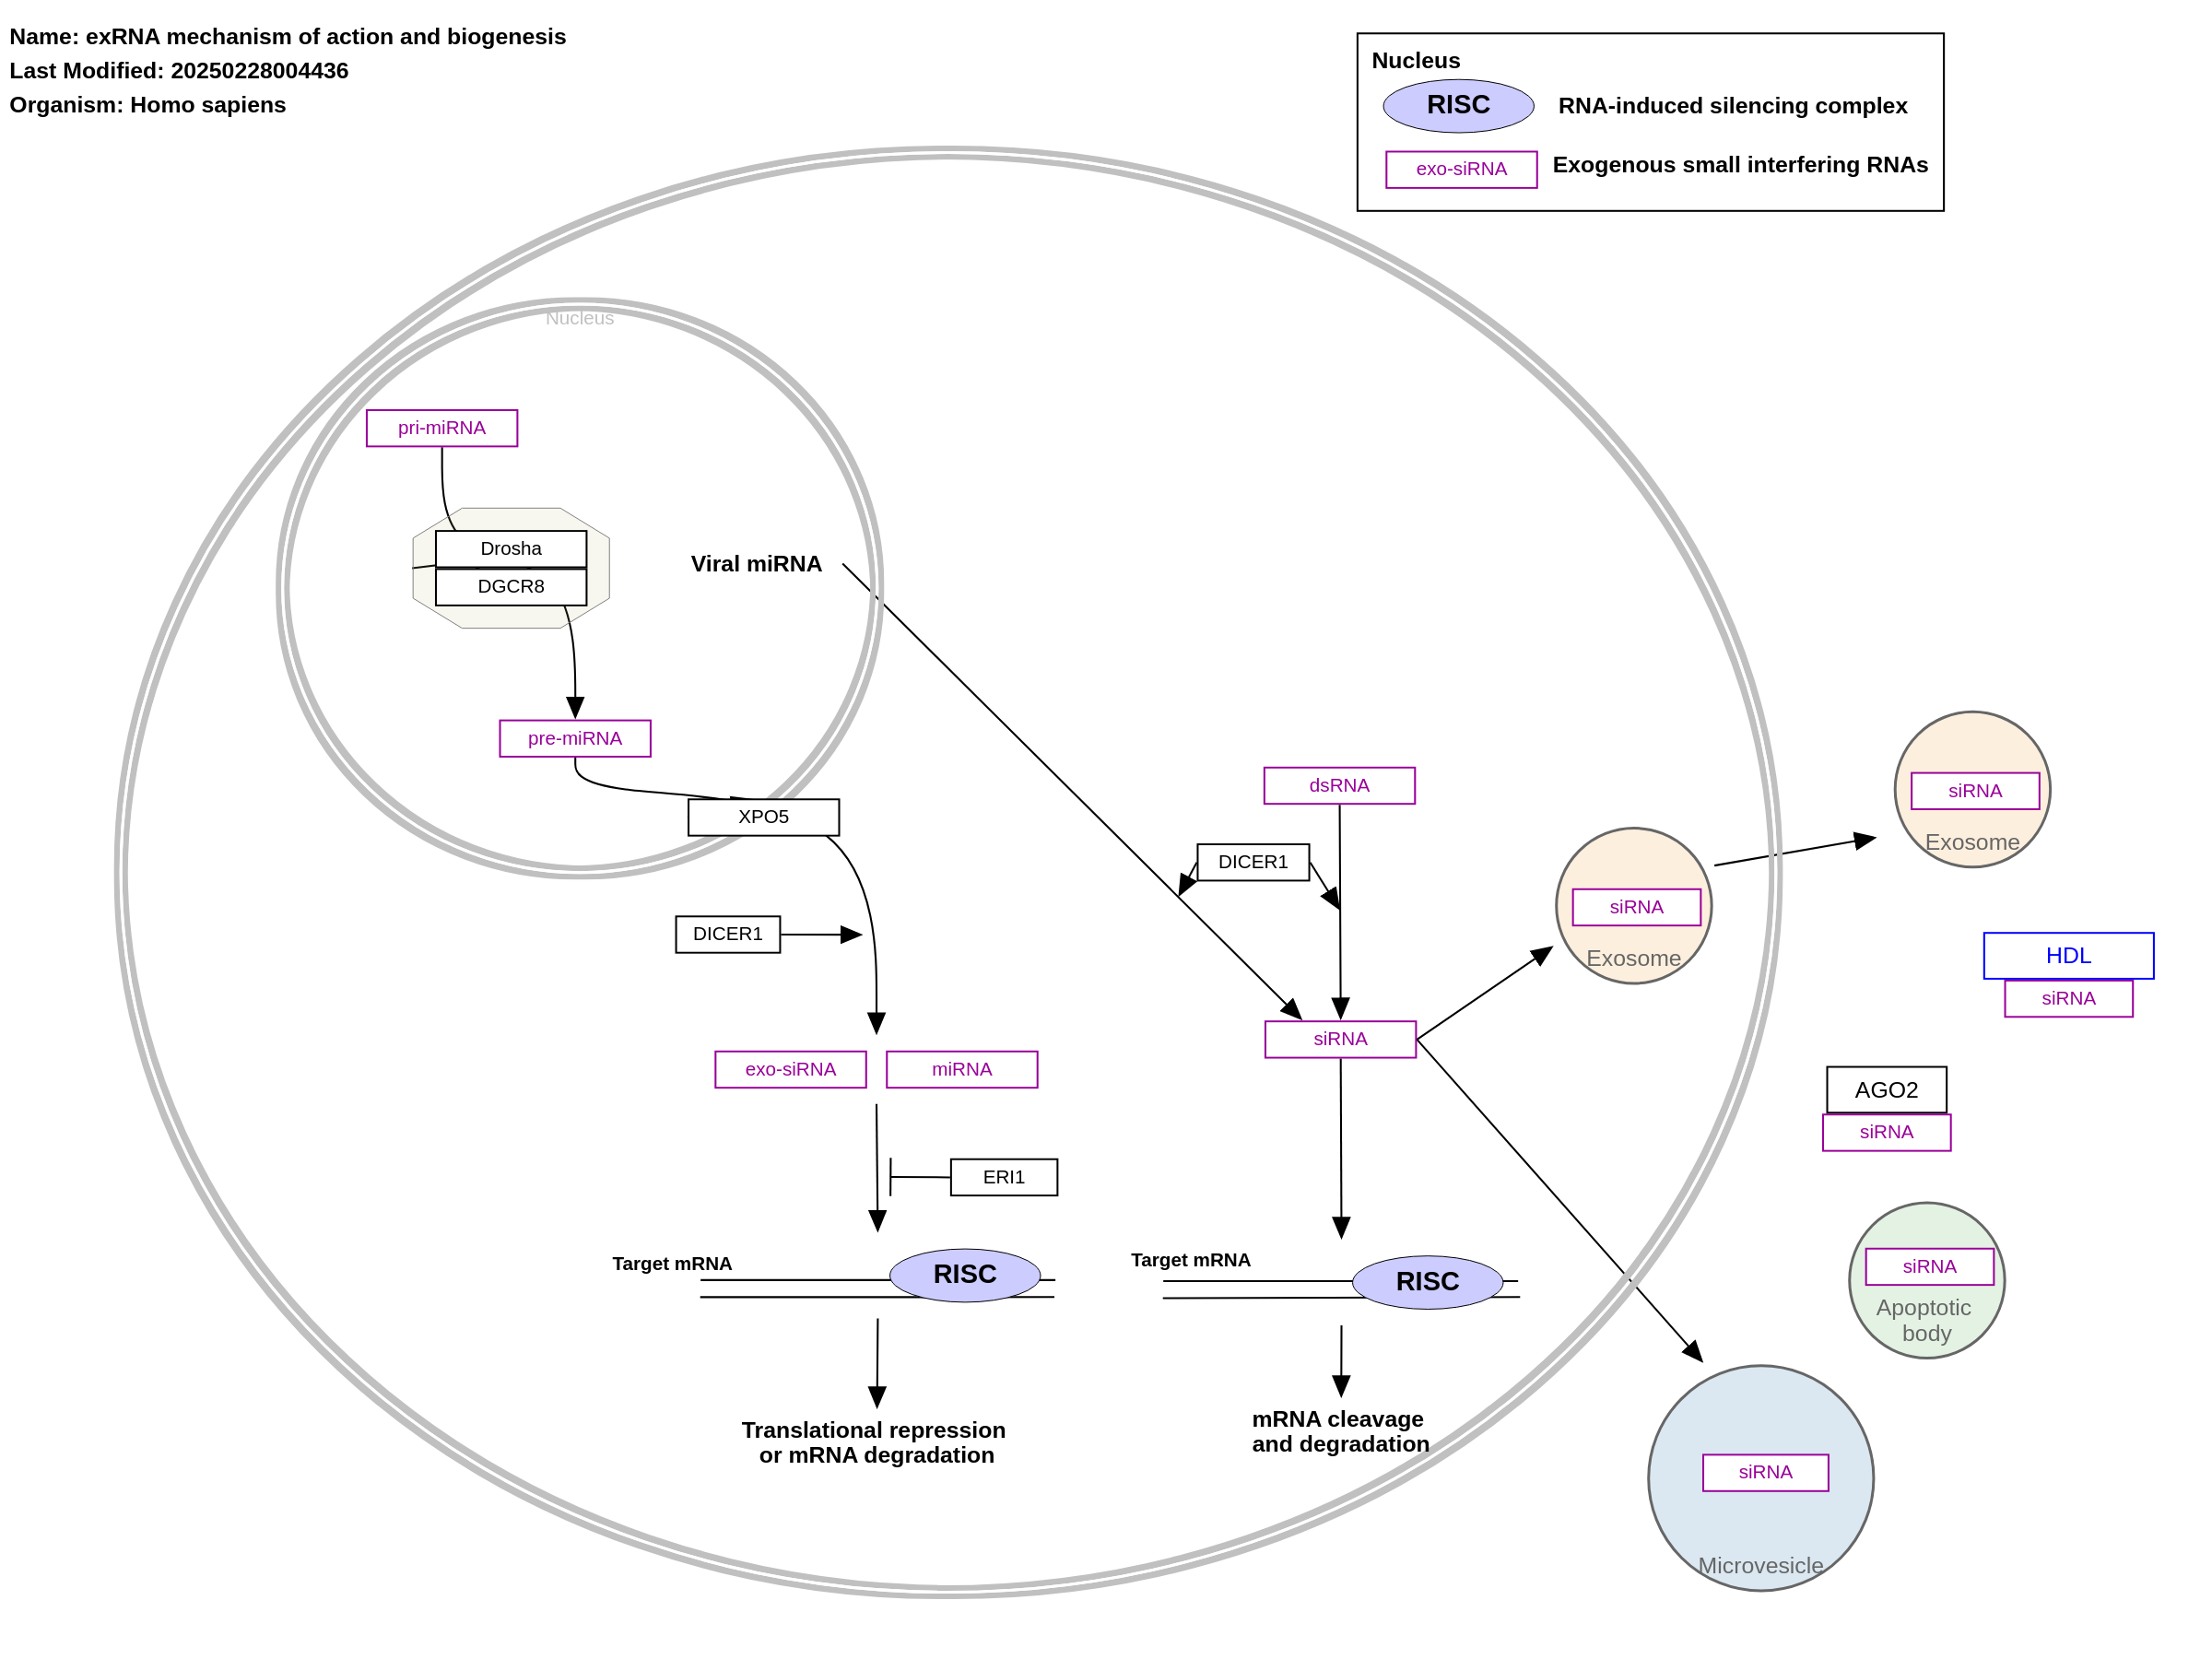 Name: exRNA mechanism of action and biogenesis
Last Modified: 20250228004436
Organism: Homo sapiens
Nucleus
RISC
RNA-induced silencing complex
exo-siRNA
Exogenous small interfering RNAs
Nucleus
pri-miRNA
Drosha
DGCR8
Viral miRNA
pre-miRNA
XPO5
DICER1
exo-siRNA
miRNA
ERI1
Target mRNA
RISC
Translational repression
or mRNA degradation
dsRNA
DICER1
siRNA
Target mRNA
RISC
mRNA cleavage
and degradation
siRNA
Exosome
siRNA
Exosome
HDL
siRNA
AGO2
siRNA
siRNA
Apoptotic
body
siRNA
Microvesicle